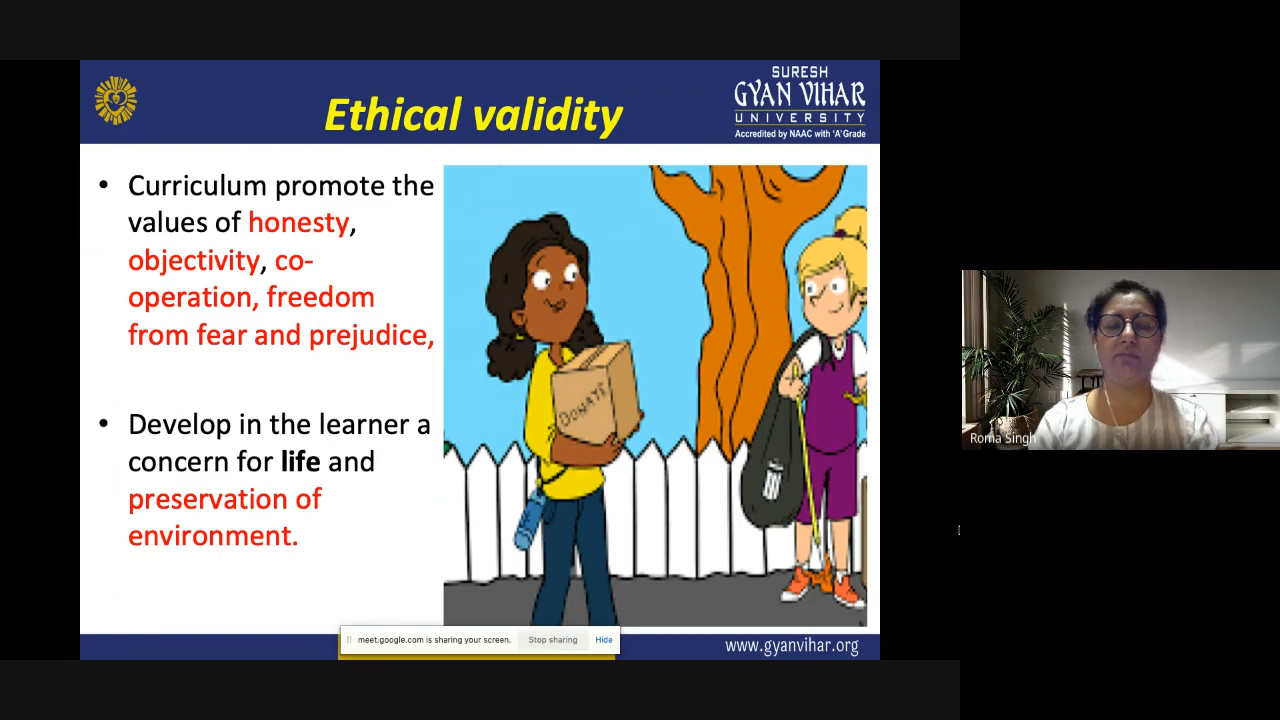 Ethical validity
SURESH
GYAN VIHAR
UNIVERSITY
Accredited by NAAC with 'A' Grade
• Curriculum promote the
values of honesty,
objectivity, co-
operation, freedom
from fear and prejudice,
• Develop in the learner a
concern for life and
preservation of
environment.
DONATE
Roma Singh
meet.google.com is sharing your screen.
Stop sharing
Hide
www.gyanvihar.org